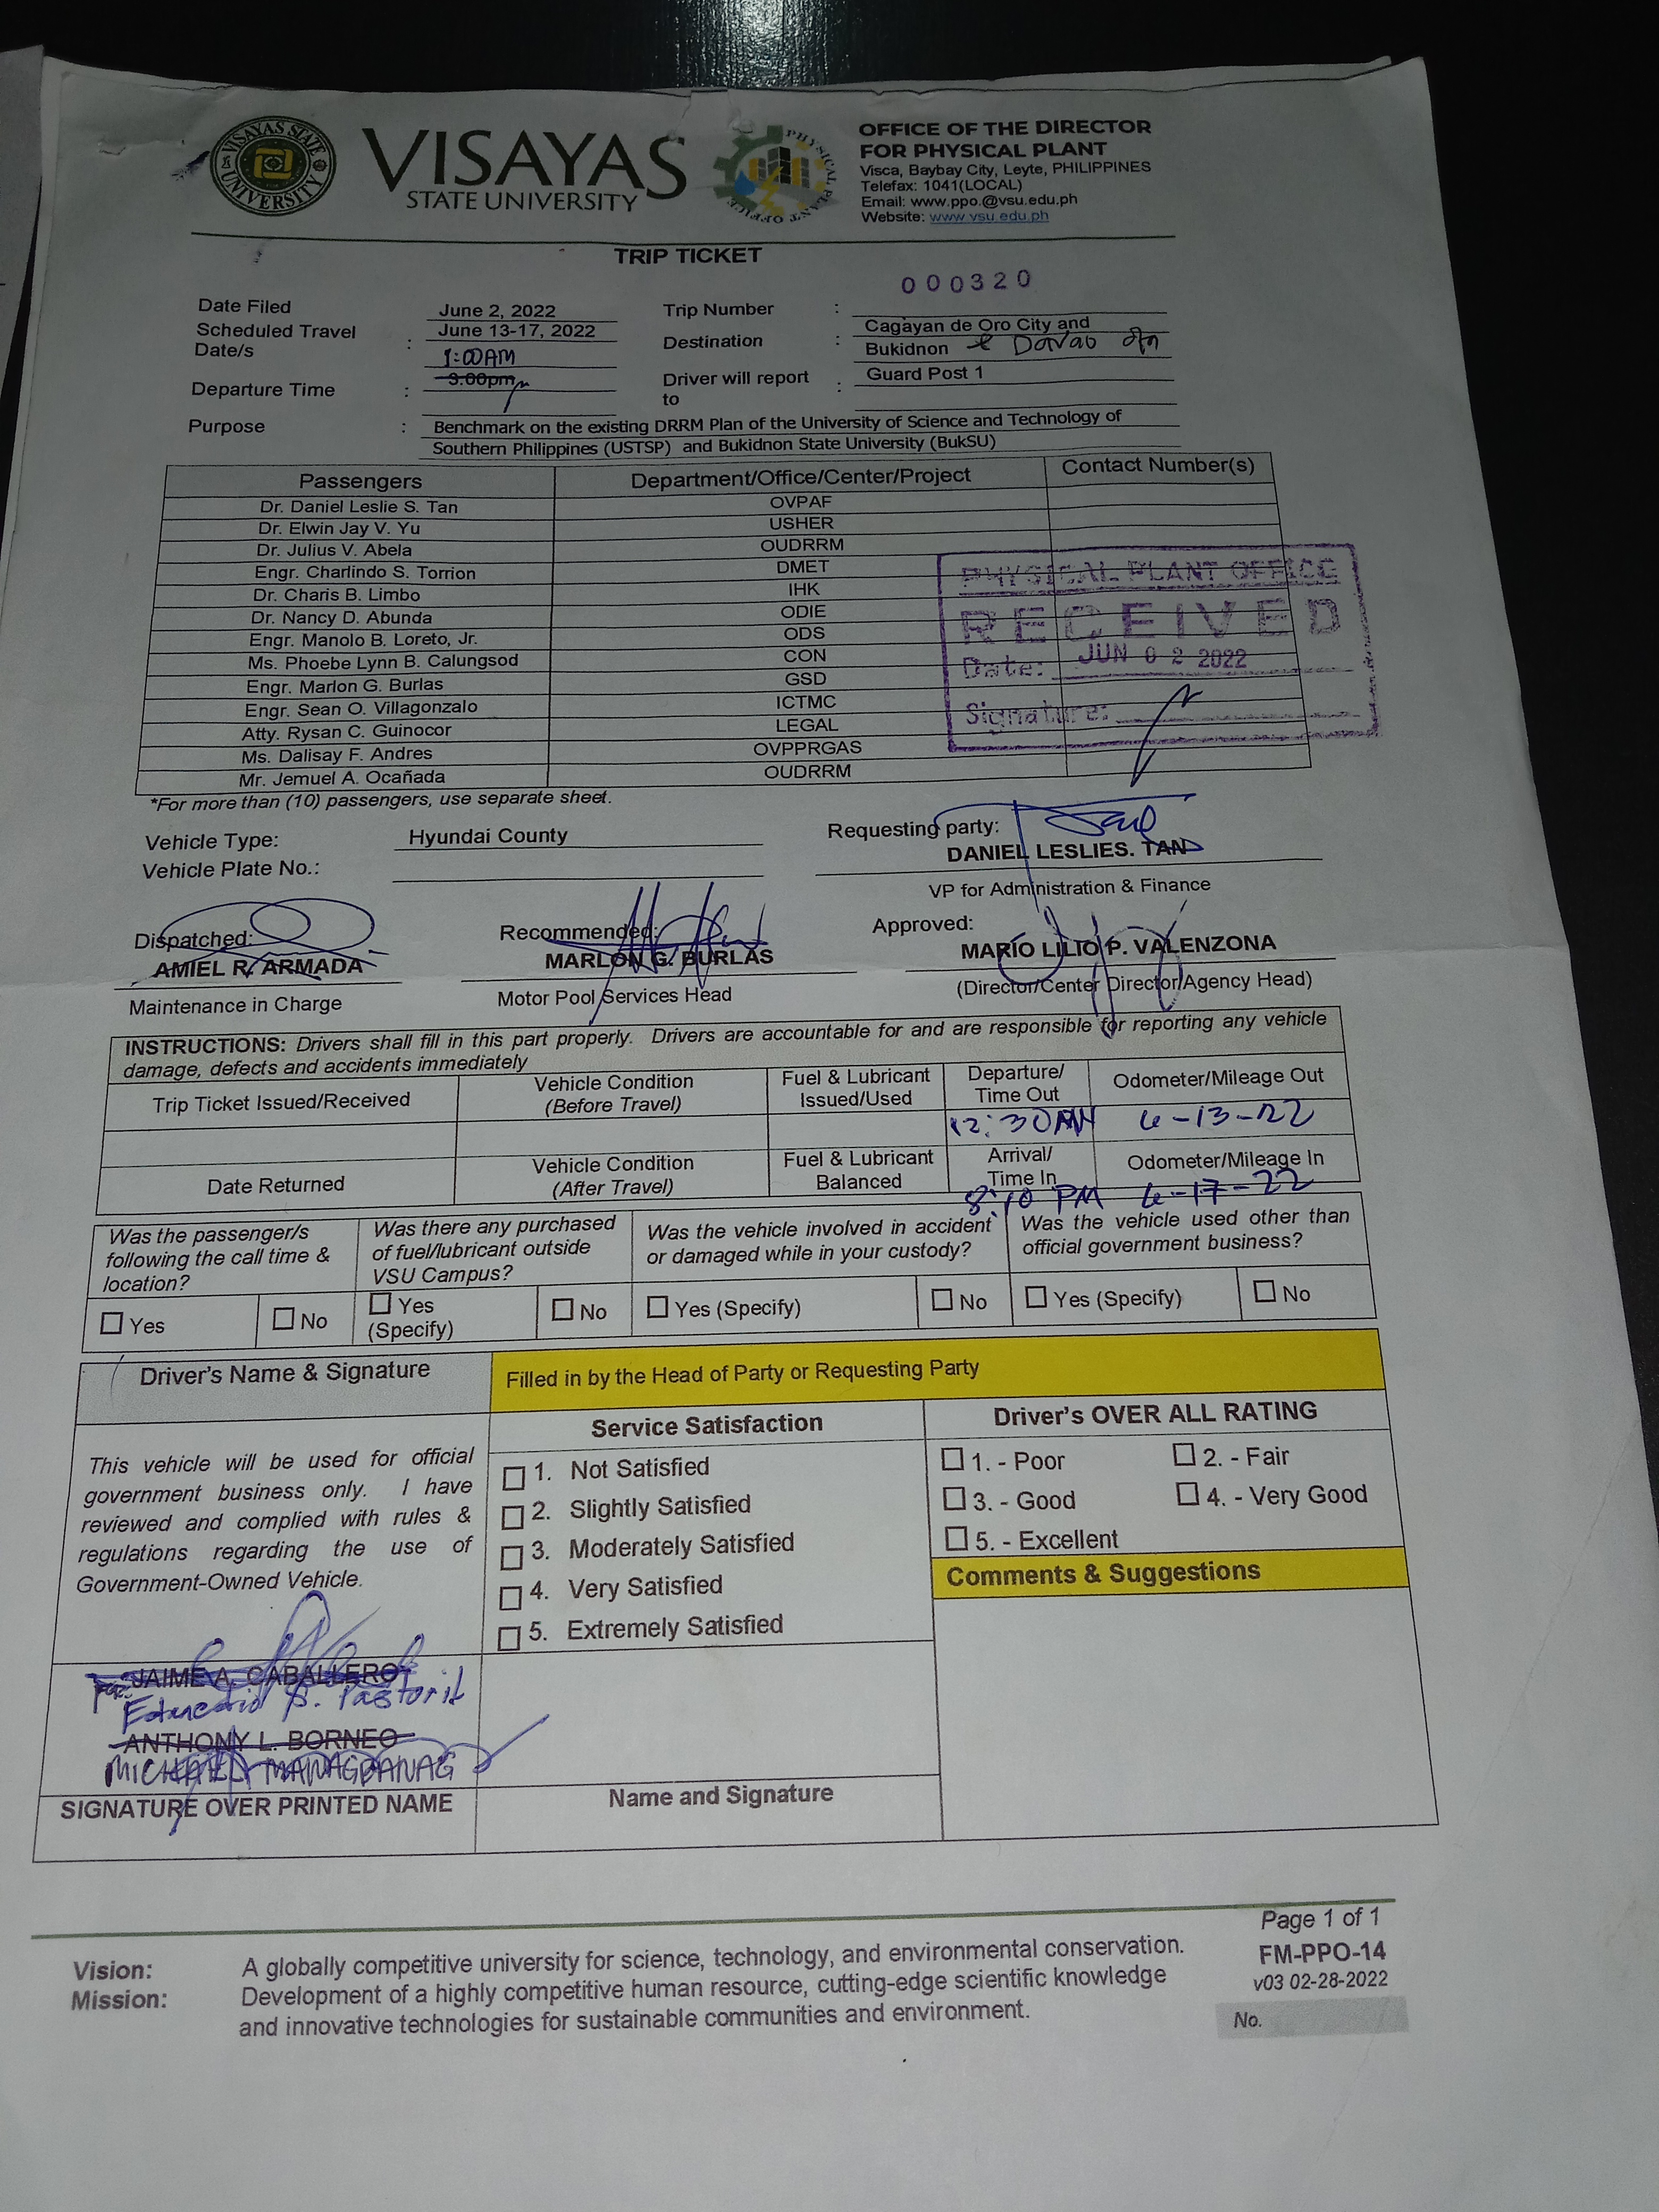 VISAYAS STATE UNIVERSITY
VISAYAS
STATE UNIVERSITY
PHYSICAL PLANT OFFICE
OFFICE OF THE DIRECTOR
FOR PHYSICAL PLANT
Visca, Baybay City, Leyte, PHILIPPINES
Telefax: 1041(LOCAL)
Email: www.ppo.@vsu.edu.ph
Website: www.vsu.edu.ph
TRIP TICKET
000320
Date Filed June 2, 2022 Trip Number :
Scheduled Travel Date/s : June 13-17, 2022 Destination : Cagayan de Oro City and
Bukidnon & Davao
1:00AM
Departure Time : 3:00pm Driver will report to : Guard Post 1
Purpose : Benchmark on the existing DRRM Plan of the University of Science and Technology of
Southern Philippines (USTSP) and Bukidnon State University (BukSU)
Passengers Department/Office/Center/Project Contact Number(s)
Dr. Daniel Leslie S. Tan OVPAF
Dr. Elwin Jay V. Yu USHER
Dr. Julius V. Abela OUDRRM
Engr. Charlindo S. Torrion DMET
Dr. Charis B. Limbo IHK
Dr. Nancy D. Abunda ODIE
Engr. Manolo B. Loreto, Jr. ODS
Ms. Phoebe Lynn B. Calungsod CON
Engr. Marlon G. Burlas GSD
Engr. Sean O. Villagonzalo ICTMC
Atty. Rysan C. Guinocor LEGAL
Ms. Dalisay F. Andres OVPPRGAS
Mr. Jemuel A. Ocañada OUDRRM
PHYSICAL PLANT OFFICE
RECEIVED
Date: JUN 02 2022
Signature:
*For more than (10) passengers, use separate sheet.
Vehicle Type: Hyundai County Requesting party:
DANIEL LESLIES. TAN
Vehicle Plate No.:
VP for Administration & Finance
Dispatched: Recommended: Approved:
AMIEL R. ARMADA MARLON G. BURLAS MARIO LILIO P. VALENZONA
Maintenance in Charge Motor Pool Services Head (Director/Center Director/Agency Head)
INSTRUCTIONS: Drivers shall fill in this part properly. Drivers are accountable for and are responsible for reporting any vehicle
damage, defects and accidents immediately
Trip Ticket Issued/Received Vehicle Condition (Before Travel) Fuel & Lubricant Issued/Used Departure/ Time Out Odometer/Mileage Out
12:30AM 6-13-22
Date Returned Vehicle Condition (After Travel) Fuel & Lubricant Balanced Arrival/ Time In Odometer/Mileage In
8:10 PM 6-17-22
Was the passenger/s following the call time & location? Was there any purchased of fuel/lubricant outside VSU Campus? Was the vehicle involved in accident or damaged while in your custody? Was the vehicle used other than official government business?
☐ Yes ☐ No ☐ Yes (Specify) ☐ No ☐ Yes (Specify) ☐ No ☐ Yes (Specify) ☐ No
Driver's Name & Signature Filled in by the Head of Party or Requesting Party
Service Satisfaction Driver's OVER ALL RATING
This vehicle will be used for official
government business only. I have
reviewed and complied with rules &
regulations regarding the use of
Government-Owned Vehicle.
☐ 1. Not Satisfied
☐ 2. Slightly Satisfied
☐ 3. Moderately Satisfied
☐ 4. Very Satisfied
☐ 5. Extremely Satisfied
☐ 1. - Poor ☐ 2. - Fair
☐ 3. - Good ☐ 4. - Very Good
☐ 5. - Excellent
Comments & Suggestions
JAIME A. CABALLERO
Pastoril
ANTHONY L. BORNEO
MICHAEL MANAGBANAG
SIGNATURE OVER PRINTED NAME Name and Signature
Page 1 of 1
FM-PPO-14
v03 02-28-2022
No.
Vision: A globally competitive university for science, technology, and environmental conservation.
Mission: Development of a highly competitive human resource, cutting-edge scientific knowledge
and innovative technologies for sustainable communities and environment.